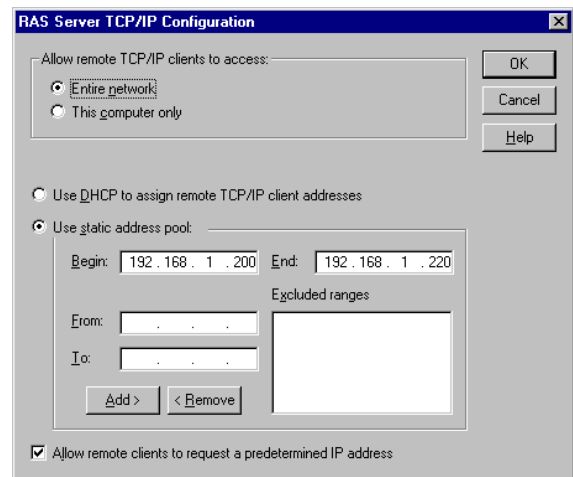 RAS Server TCP/IP Configuration
Allow remote TCP/IP clients to access:
Entire network
This computer only
OK
Cancel
Help
Use DHCP to assign remote TCP/IP client addresses
Use static address pool:
Begin: 192 . 168 . 1 . 200 End: 192 . 168 . 1 . 220
Excluded ranges
From: . . .
To: . . .
Add > < Remove
Allow remote clients to request a predetermined IP address